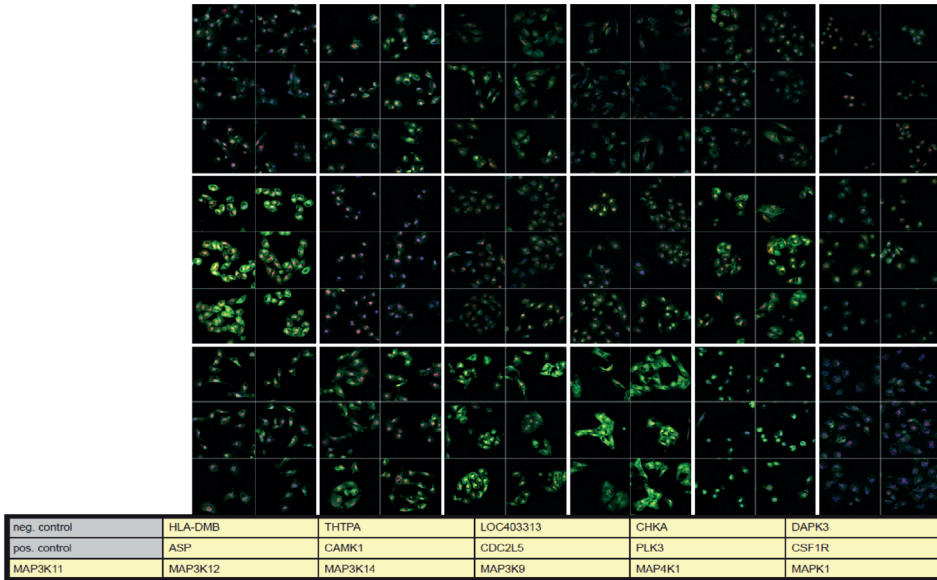 neg. control HLA-DMB THTPA LOC403313 CHKA DAPK3
pos. control ASP CAMK1 CDC2L5 PLK3 CSF1R
MAP3K11 MAP3K12 MAP3K14 MAP3K9 MAP4K1 MAPK1